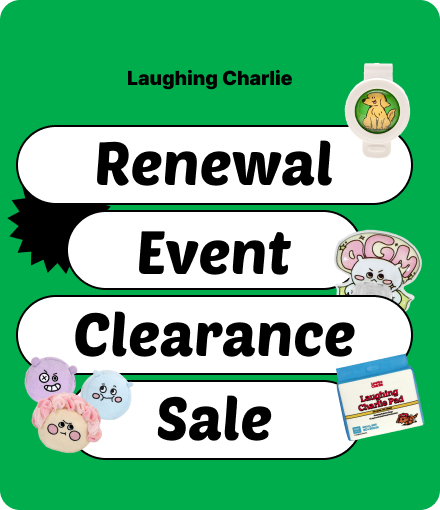 Laughing Charlie
Renewal
Event
OGM
Clearance
Laughing
Charlie Pad
Sale